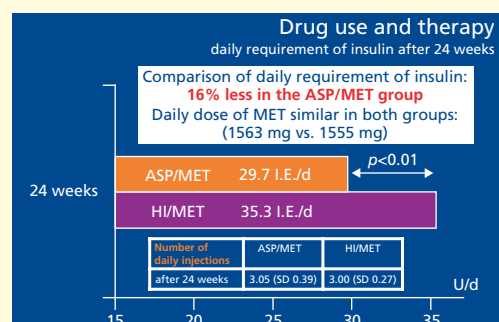 Drug use and therapy
daily requirement of insulin after 24 weeks
Comparison of daily requirement of insulin:
16% less in the ASP/MET group
Daily dose of MET similar in both groups:
(1563 mg vs. 1555 mg)
p<0.01
24 weeks
ASP/MET 29.7 I.E./d
HI/MET 35.3 I.E./d
Number of daily injections ASP/MET HI/MET
after 24 weeks 3.05 (SD 0.39) 3.00 (SD 0.27)
U/d
15 20 25 30 35